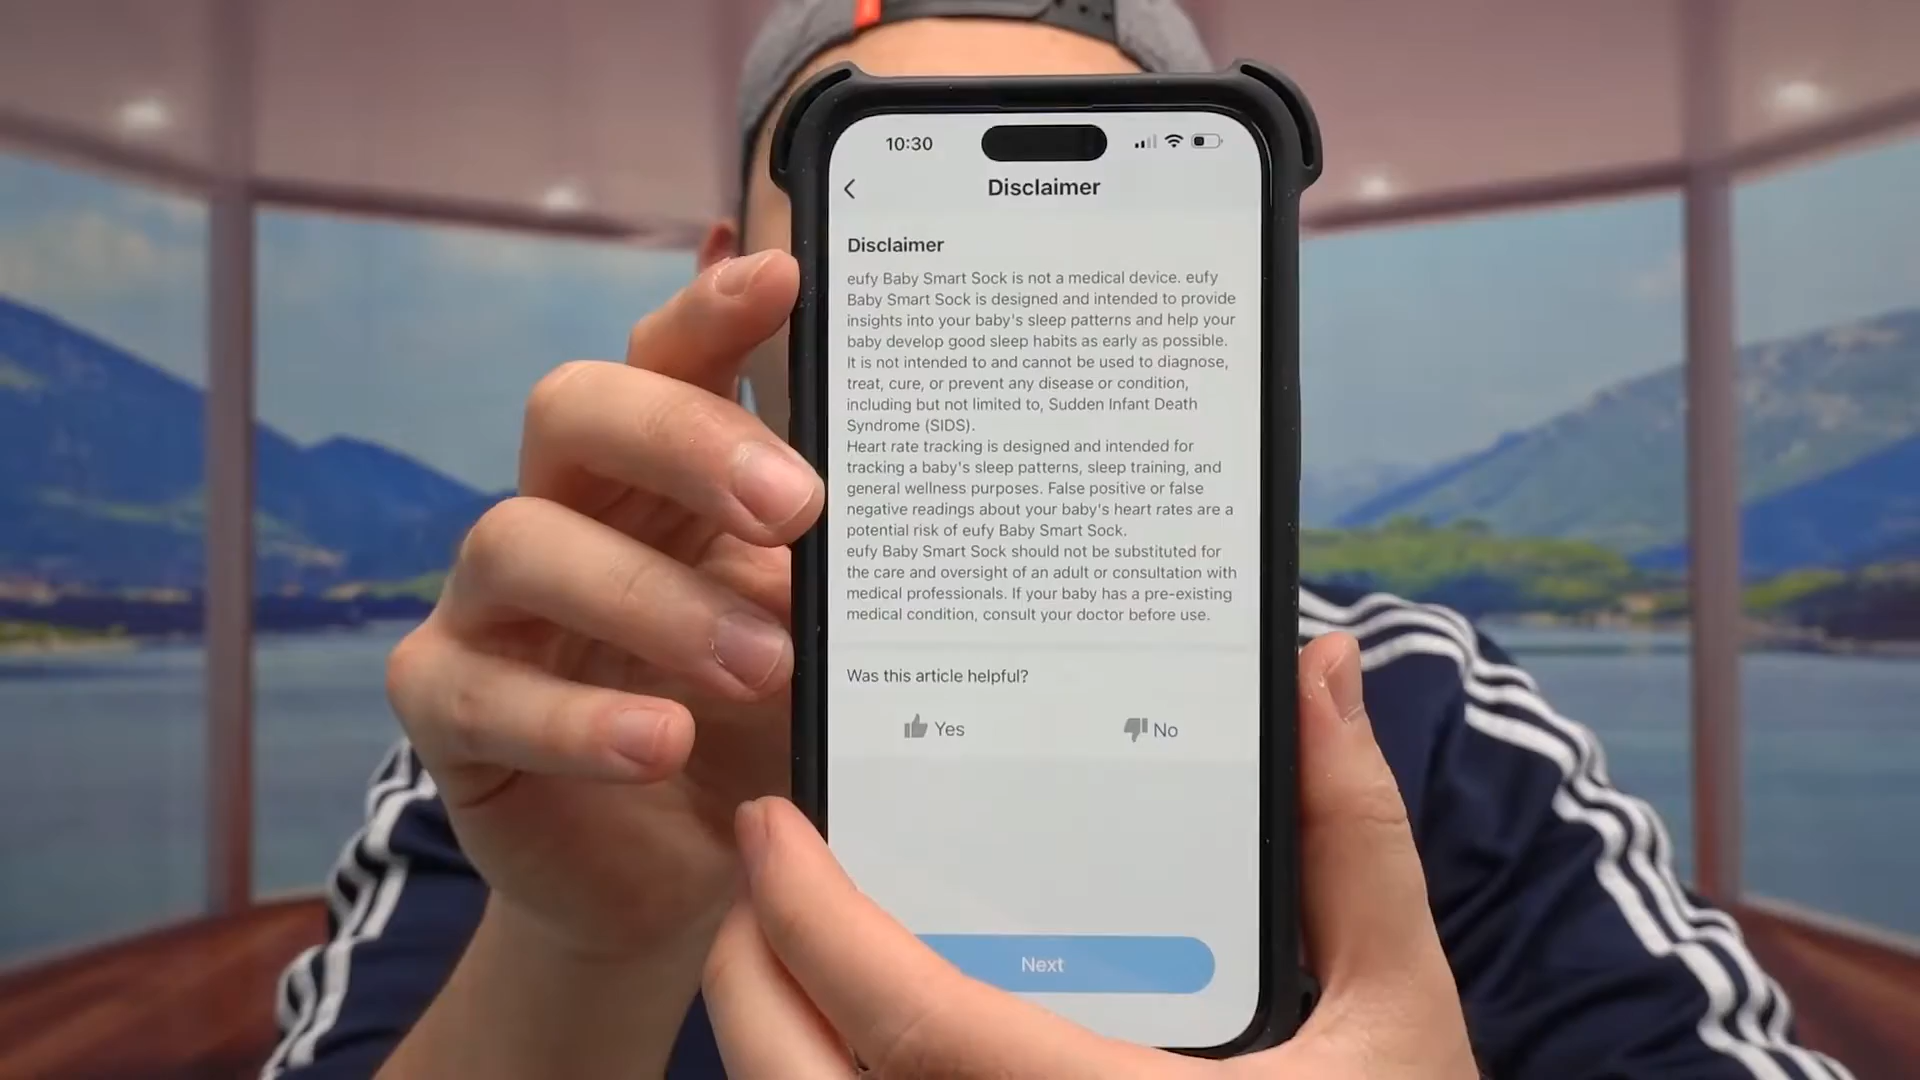 10:30
Disclaimer
Disclaimer
eufy Baby Smart Sock is not a medical device. eufy
Baby Smart Sock is designed and intended to provide
insights into your baby's sleep patterns and help your
baby develop good sleep habits as early as possible.
It is not intended to and cannot be used to diagnose,
treat, cure, or prevent any disease or condition,
including but not limited to, Sudden Infant Death
Syndrome (SIDS).
Heart rate tracking is designed and intended for
tracking a baby's sleep patterns, sleep training, and
general wellness purposes. False positive or false
negative readings about your baby's heart rates are a
potential risk of eufy Baby Smart Sock.
eufy Baby Smart Sock should not be substituted for
the care and oversight of an adult or consultation with
medical professionals. If your baby has a pre-existing
medical condition, consult your doctor before use.
Was this article helpful?
Yes No
Next